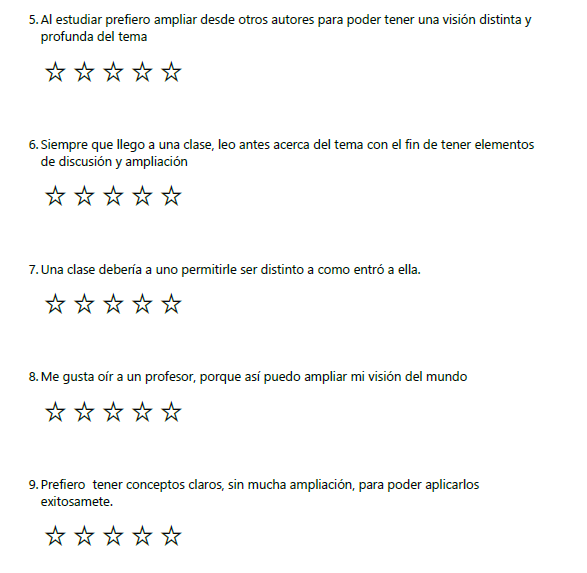 5. Al estudiar prefiero ampliar desde otros autores para poder tener una visión distinta y
profunda del tema
6. Siempre que llego a una clase, leo antes acerca del tema con el fin de tener elementos
de discusión y ampliación
7. Una clase debería a uno permitirle ser distinto a como entró a ella.
8. Me gusta oír a un profesor, porque así puedo ampliar mi visión del mundo
9. Prefiero  tener conceptos claros, sin mucha ampliación, para poder aplicarlos
exitosamete.